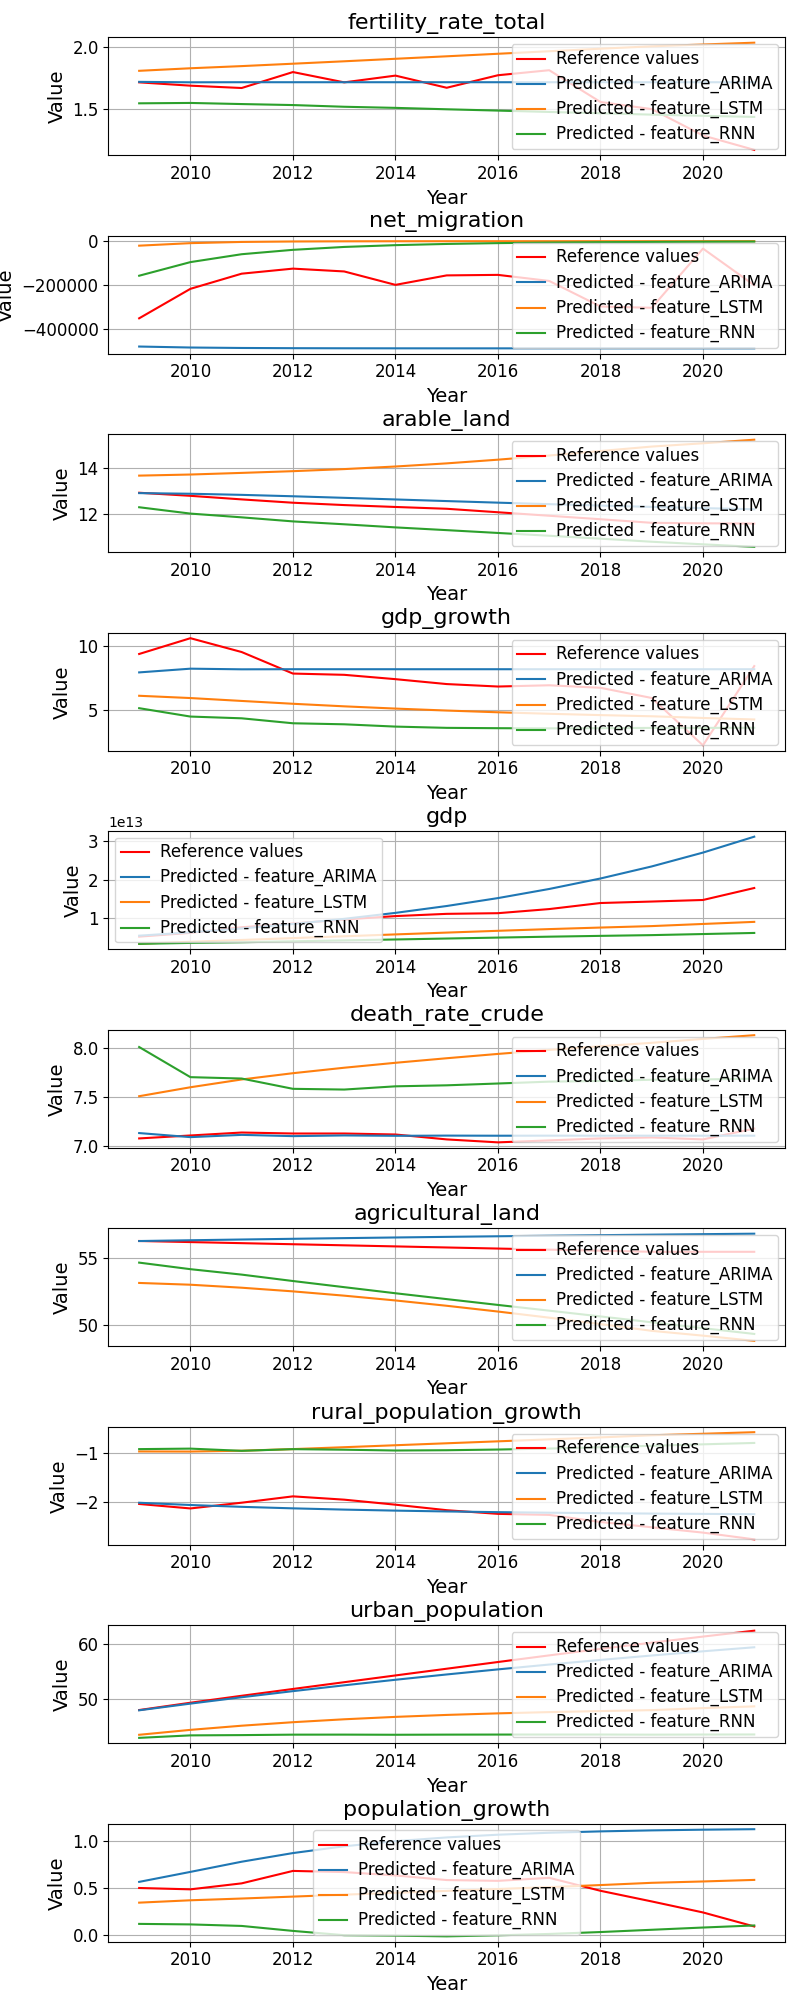 fertility_rate_total
2.0
1.5
Value
Reference values
Predicted - feature_ARIMA
Predicted - feature_LSTM
Predicted - feature_RNN
2010 2012 2014 2016 2018 2020
Year
net_migration
0
−200000
−400000
Value
Reference values
Predicted - feature_ARIMA
Predicted - feature_LSTM
Predicted - feature_RNN
2010 2012 2014 2016 2018 2020
Year
arable_land
14
12
Value
Reference values
Predicted - feature_ARIMA
Predicted - feature_LSTM
Predicted - feature_RNN
2010 2012 2014 2016 2018 2020
Year
gdp_growth
10
5
Value
Reference values
Predicted - feature_ARIMA
Predicted - feature_LSTM
Predicted - feature_RNN
2010 2012 2014 2016 2018 2020
Year
gdp
1e13
3
2
1
Value
Reference values
Predicted - feature_ARIMA
Predicted - feature_LSTM
Predicted - feature_RNN
2010 2012 2014 2016 2018 2020
Year
death_rate_crude
8.0
7.5
7.0
Value
Reference values
Predicted - feature_ARIMA
Predicted - feature_LSTM
Predicted - feature_RNN
2010 2012 2014 2016 2018 2020
Year
agricultural_land
55
50
Value
Reference values
Predicted - feature_ARIMA
Predicted - feature_LSTM
Predicted - feature_RNN
2010 2012 2014 2016 2018 2020
Year
rural_population_growth
−1
−2
Value
Reference values
Predicted - feature_ARIMA
Predicted - feature_LSTM
Predicted - feature_RNN
2010 2012 2014 2016 2018 2020
Year
urban_population
60
50
Value
Reference values
Predicted - feature_ARIMA
Predicted - feature_LSTM
Predicted - feature_RNN
2010 2012 2014 2016 2018 2020
Year
population_growth
1.0
0.5
0.0
Value
Reference values
Predicted - feature_ARIMA
Predicted - feature_LSTM
Predicted - feature_RNN
2010 2012 2014 2016 2018 2020
Year